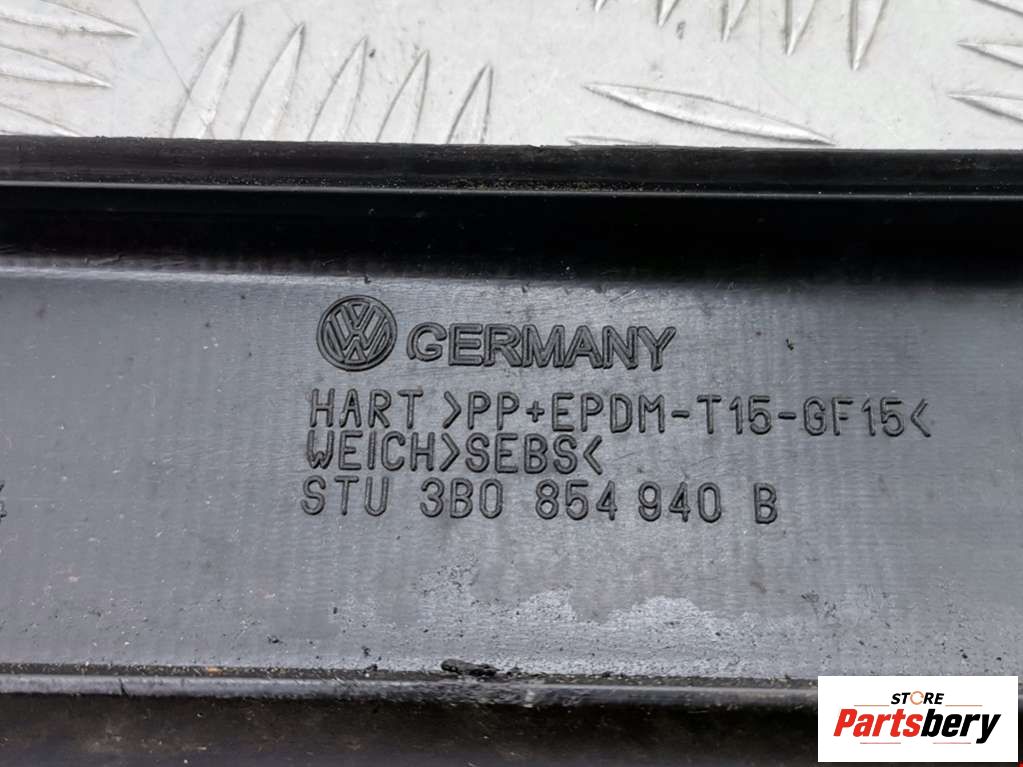 GERMANY
HART >PP+EPDM-T15-GF15<
WEICH>SEBS<
STU 3B0 854 940 B
STORE
Partsbery